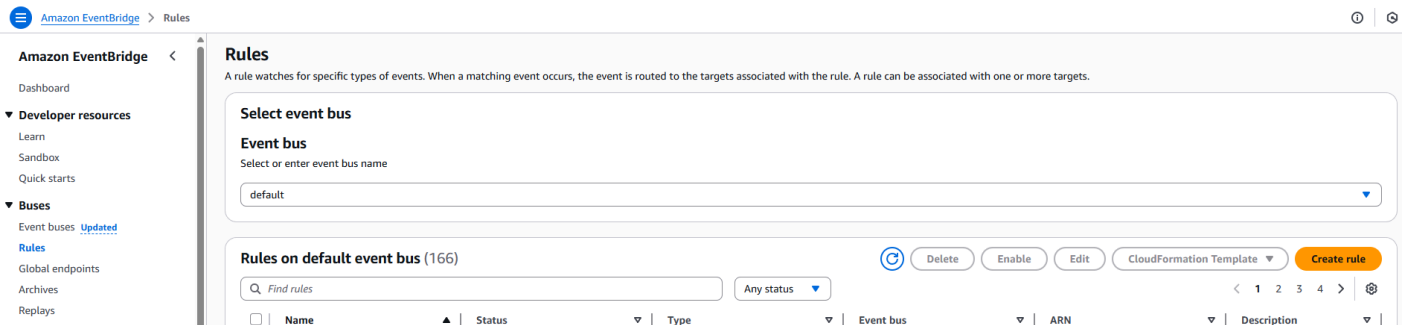 Amazon EventBridge > Rules
Amazon EventBridge
Dashboard
Developer resources
Learn
Sandbox
Quick starts
Buses
Event buses Updated
Rules
Global endpoints
Archives
Replays
Rules
A rule watches for specific types of events. When a matching event occurs, the event is routed to the targets associated with the rule. A rule can be associated with one or more targets.
Select event bus
Event bus
Select or enter event bus name
default
Rules on default event bus (166)
Delete Enable Edit CloudFormation Template Create rule
Find rules Any status 1 2 3 4
Name Status Type Event bus ARN Description